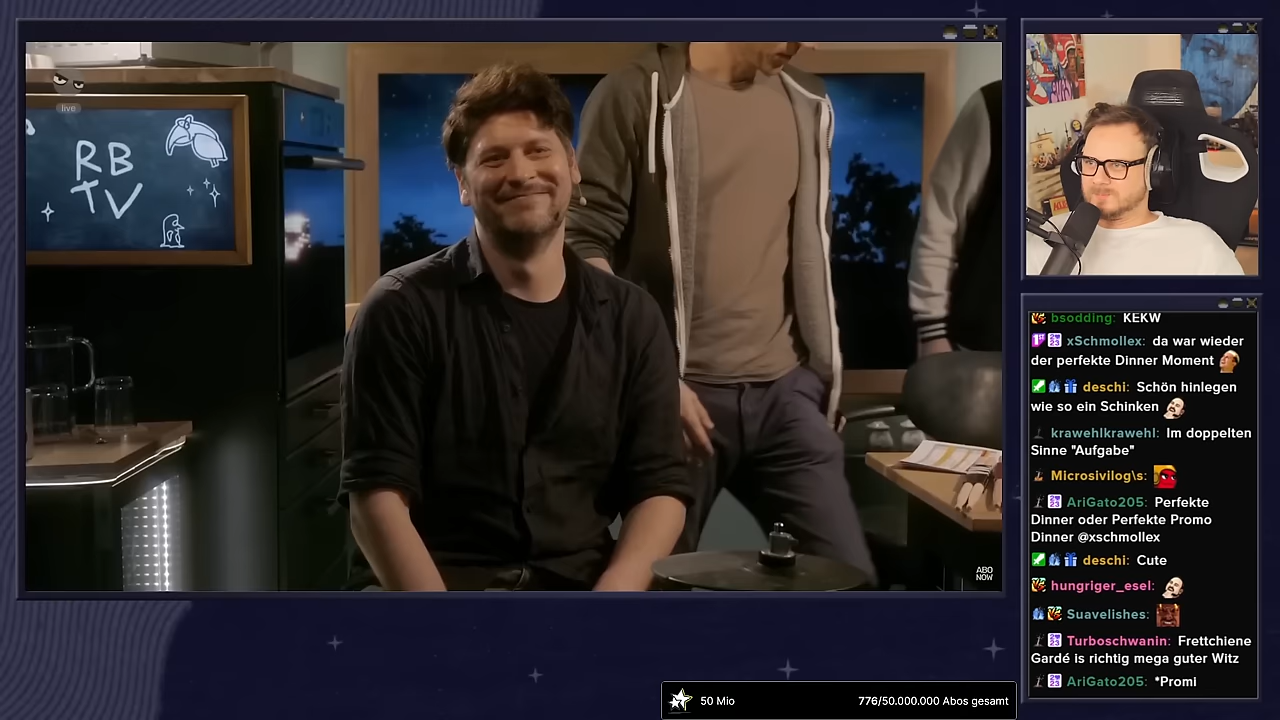 live
RB
TV
ABO
NOW
bsodding: KEKW
xSchmollex: da war wieder
der perfekte Dinner Moment
deschi: Schön hinlegen
wie so ein Schinken
krawehlkrawehl: Im doppelten
Sinne "Aufgabe"
Microsivilog\s:
AriGato205: Perfekte
DInner oder Perfekte Promo
Dinner @xschmollex
deschi: Cute
hungriger_esel:
Suavelishes:
Turboschwanin: Frettchiene
Gardé is richtig mega guter Witz
AriGato205: *Promi
50 Mio
776/50.000.000 Abos gesamt